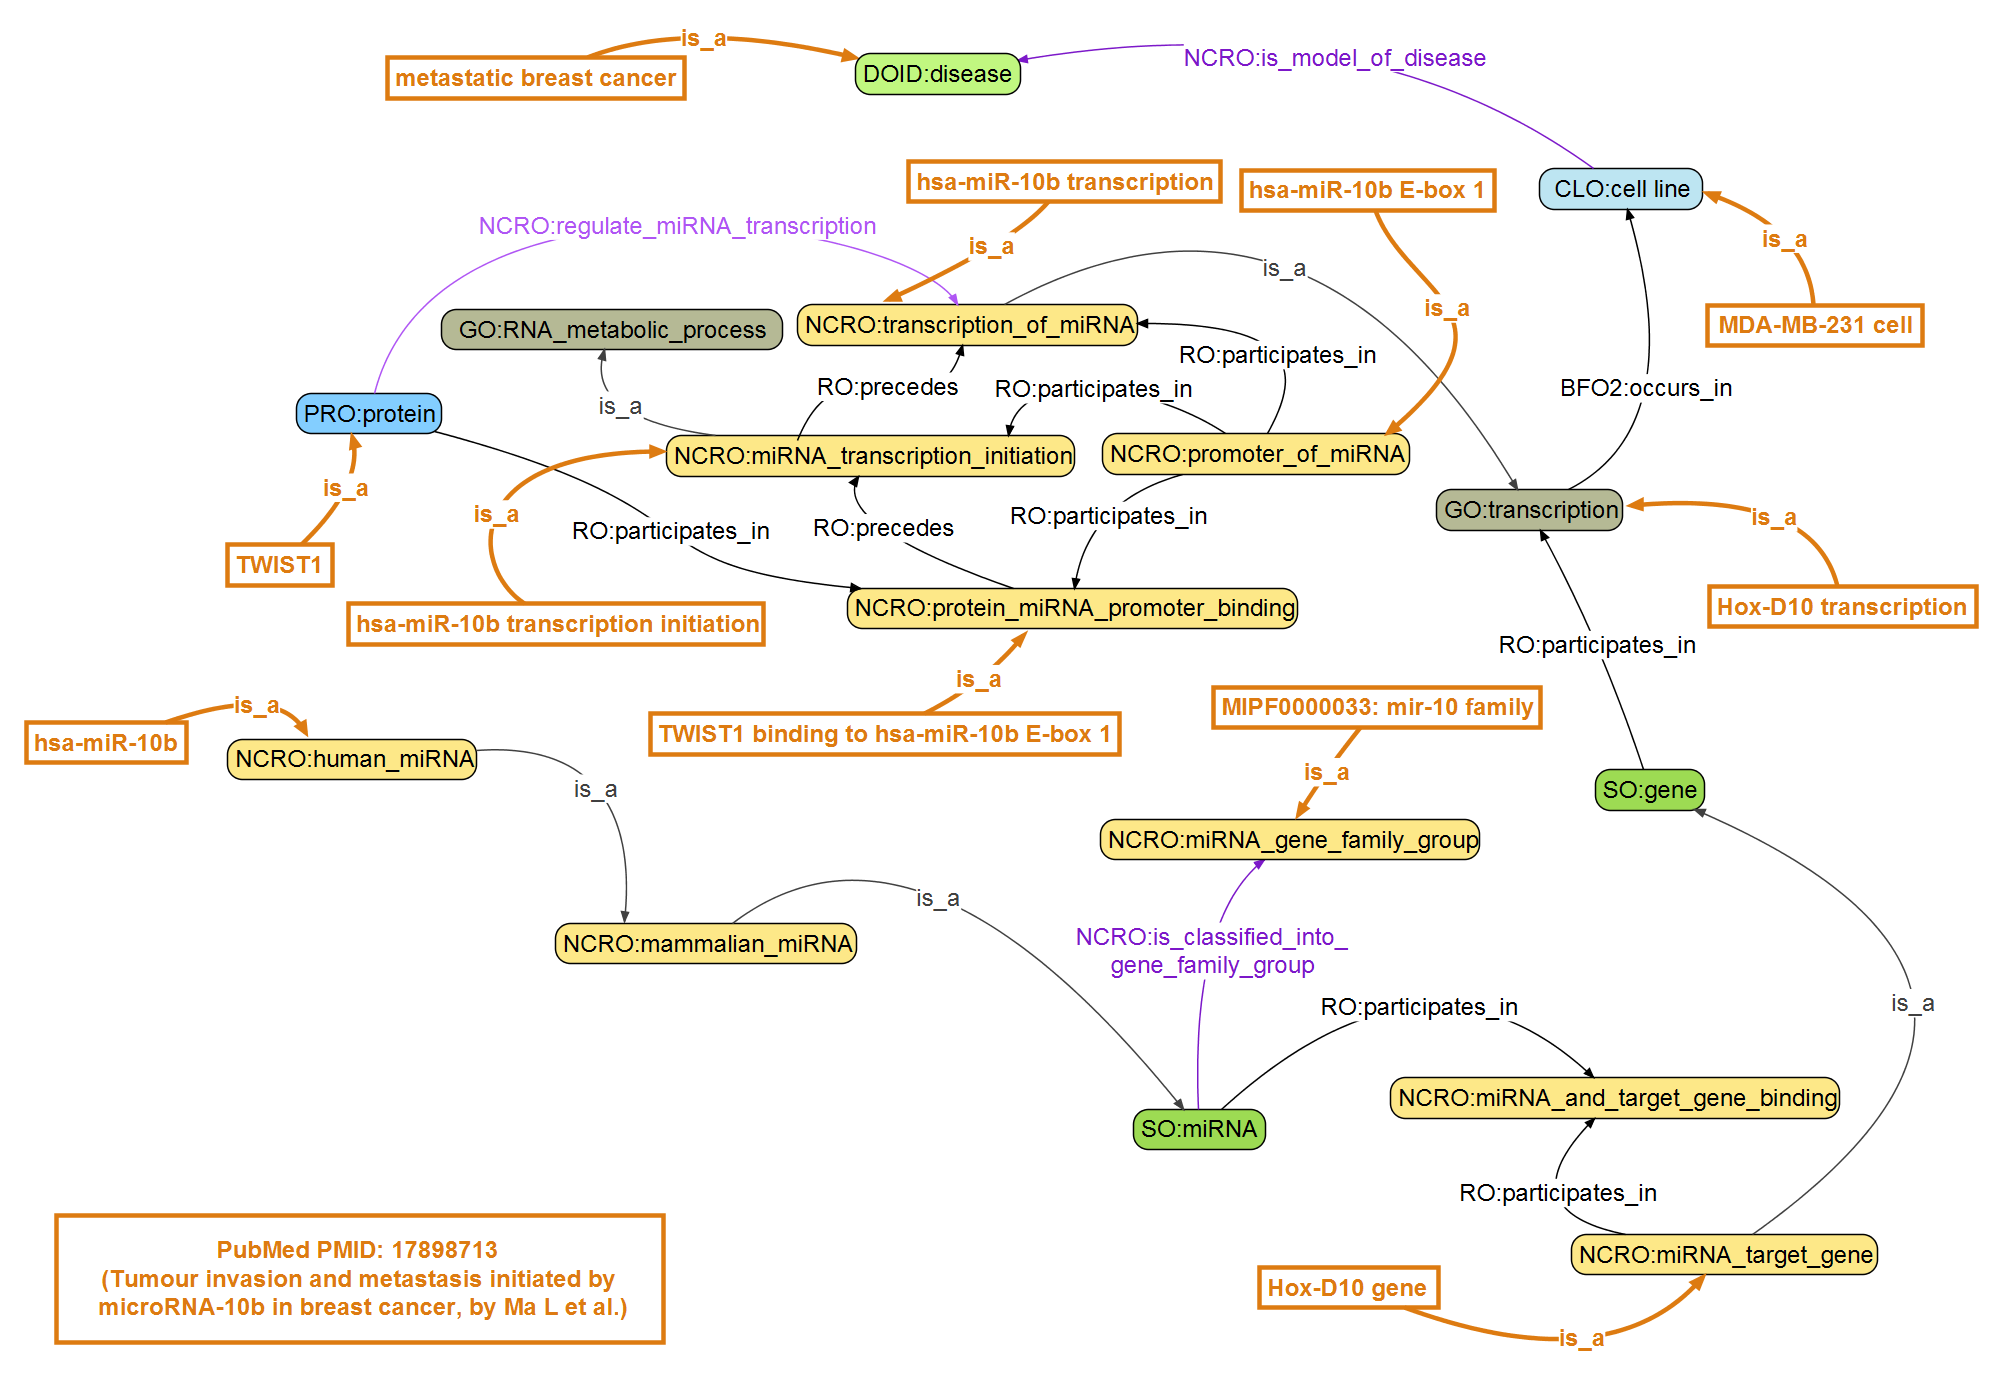 is_a
NCRO:is_model_of_disease
metastatic breast cancer
DOID:disease
hsa-miR-10b transcription
hsa-miR-10b E-box 1
CLO:cell line
NCRO:regulate_miRNA_transcription
is_a
is_a
is_a
is_a
GO:RNA_metabolic_process
NCRO:transcription_of_miRNA
MDA-MB-231 cell
RO:participates_in
RO:precedes
RO:participates_in
BFO2:occurs_in
is_a
PRO:protein
NCRO:miRNA_transcription_initiation
NCRO:promoter_of_miRNA
is_a
is_a
RO:participates_in
RO:precedes
RO:participates_in
GO:transcription
is_a
TWIST1
hsa-miR-10b transcription initiation
NCRO:protein_miRNA_promoter_binding
Hox-D10 transcription
RO:participates_in
is_a
is_a
hsa-miR-10b
NCRO:human_miRNA
TWIST1 binding to hsa-miR-10b E-box 1
MIPF0000033: mir-10 family
is_a
is_a
SO:gene
NCRO:miRNA_gene_family_group
is_a
NCRO:mammalian_miRNA
NCRO:is_classified_into_
gene_family_group
RO:participates_in
is_a
NCRO:miRNA_and_target_gene_binding
SO:miRNA
RO:participates_in
NCRO:miRNA_target_gene
Hox-D10 gene
is_a
PubMed PMID: 17898713
(Tumour invasion and metastasis initiated by
microRNA-10b in breast cancer, by Ma L et al.)